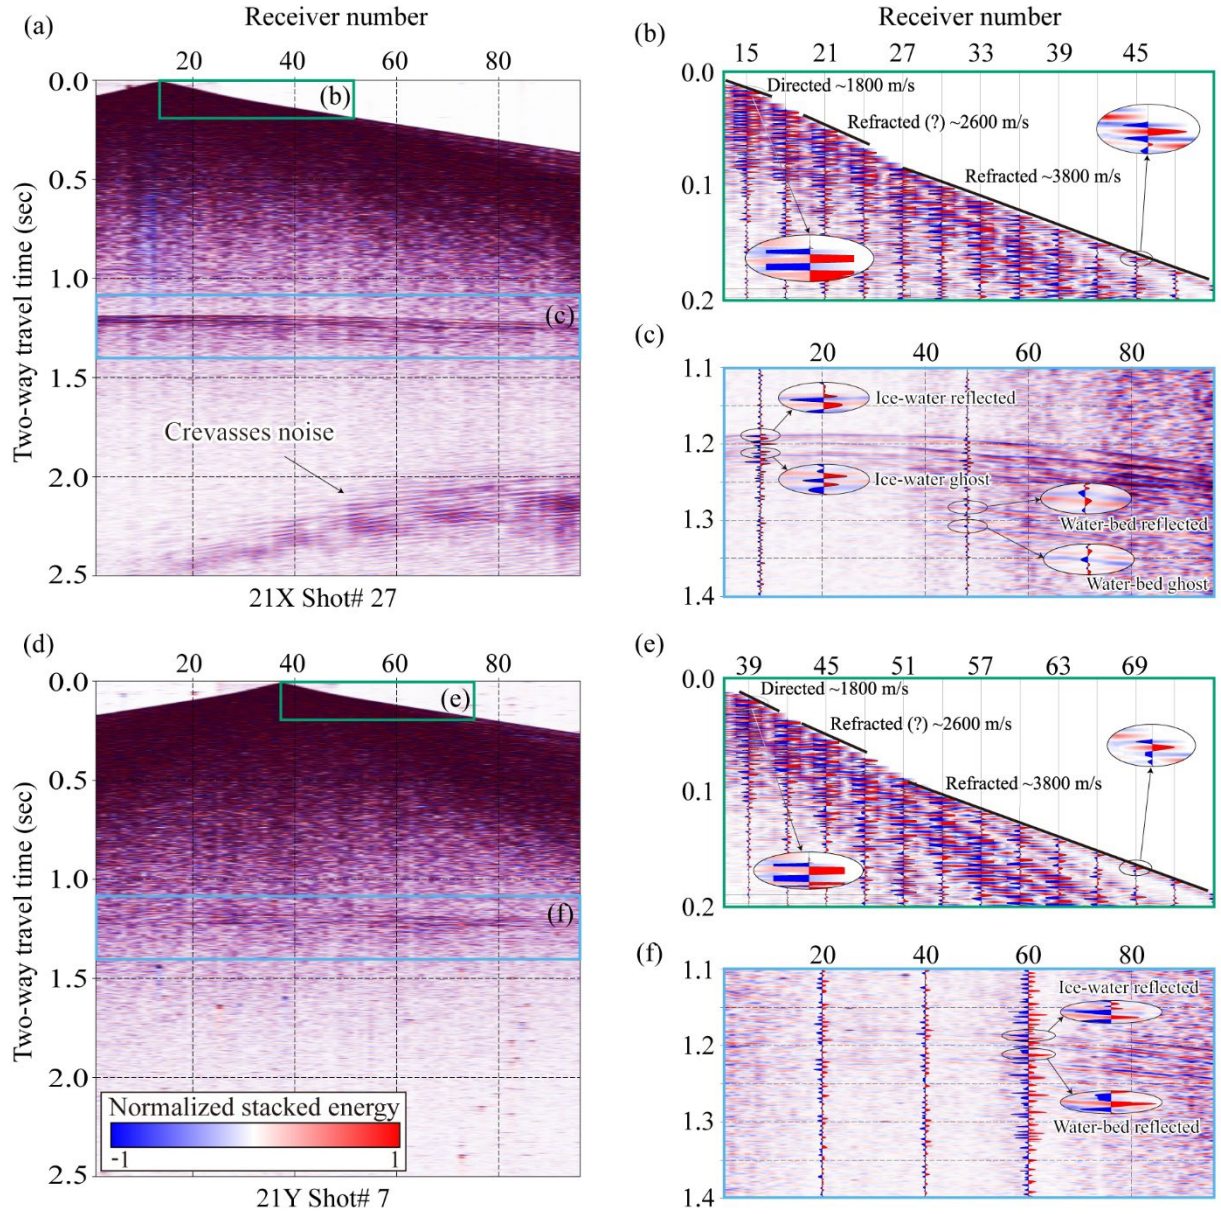 Receiver number
(a)
20 40 60 80
0.0
(b)
0.5
1.0
(c)
1.5
Crevasses noise
2.0
2.5
Two-way travel time (sec)
21X Shot# 27
Receiver number
(b)
15 21 27 33 39 45
0.0
Directed ~1800 m/s
Refracted (?) ~2600 m/s
0.1
Refracted ~3800 m/s
0.2
(c)
20 40 60 80
1.1
Ice-water reflected
1.2
Ice-water ghost
1.3
Water-bed reflected
Water-bed ghost
1.4
(d)
20 40 60 80
0.0
(e)
0.5
1.0
(f)
1.5
2.0
Normalized stacked energy
-1 1
2.5
Two-way travel time (sec)
21Y Shot# 7
(e)
39 45 51 57 63 69
0.0
Directed ~1800 m/s
Refracted (?) ~2600 m/s
Refracted ~3800 m/s
0.1
0.2
(f)
20 40 60 80
1.1
Ice-water reflected
1.2
1.3
Water-bed reflected
1.4